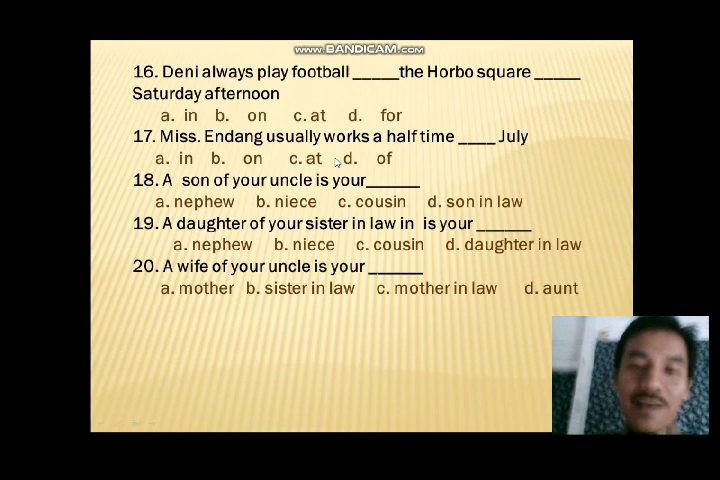 www.BANDICAM.com
16. Deni always play football _____the Horbo square _____
Saturday afternoon
a. in b. on c. at d. for
17. Miss. Endang usually works a half time ____ July
a. in b. on c. at d. of
18. A son of your uncle is your______
a. nephew b. niece c. cousin d. son in law
19. A daughter of your sister in law in is your ______
a. nephew b. niece c. cousin d. daughter in law
20. A wife of your uncle is your ______
a. mother b. sister in law c. mother in law d. aunt